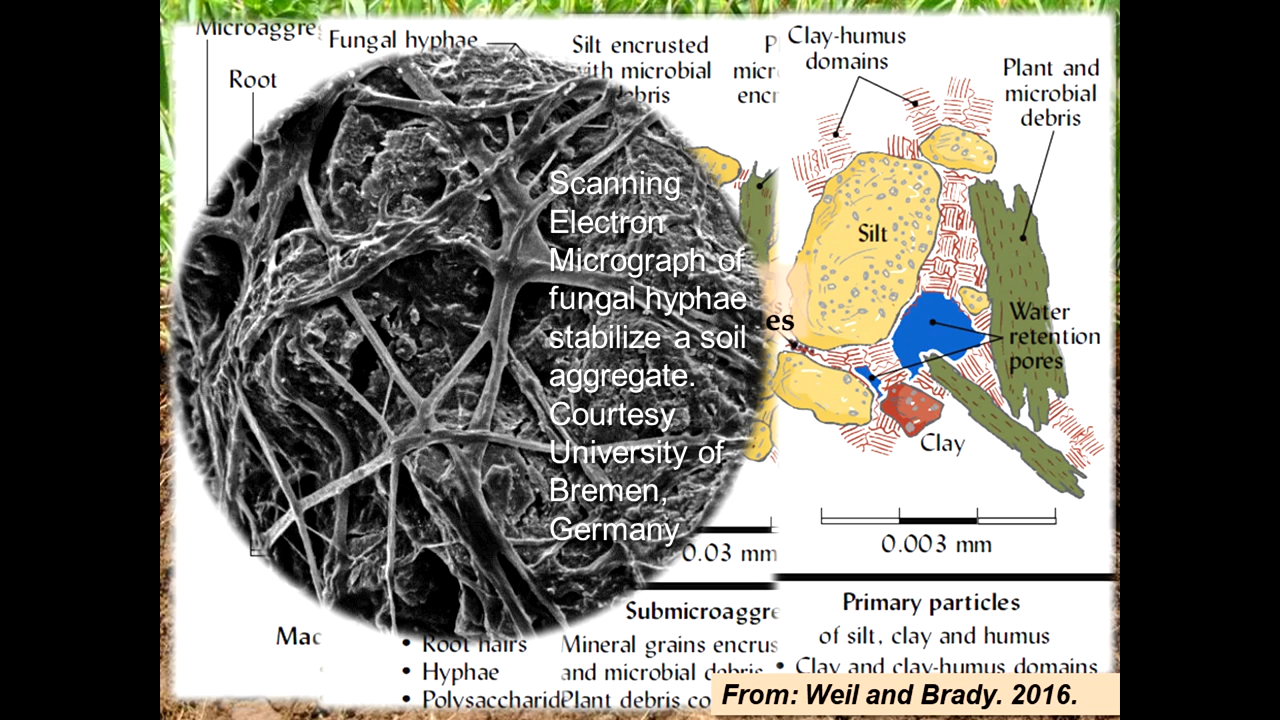 Microaggre
Fungal hyphae
Root
Silt encrusted
with microbial
debris
P
micr
encr
Clay-humus
domains
Plant and
microbial
debris
Scanning
Electron
Micrograph of
fungal hyphae
stabilize a soil
aggregate.
Courtesy
University of
Bremen,
Germany
Silt
es
Water
retention
pores
Clay
0.03 mm
0.003 mm
Mac
• Root hairs
• Hyphae
• Polysaccharid
Submicroaggre
Mineral grains encrus
and microbial debris
Plant debris co
Primary particles
of silt, clay and humus
• Clay and clay-humus domains
From: Weil and Brady. 2016.